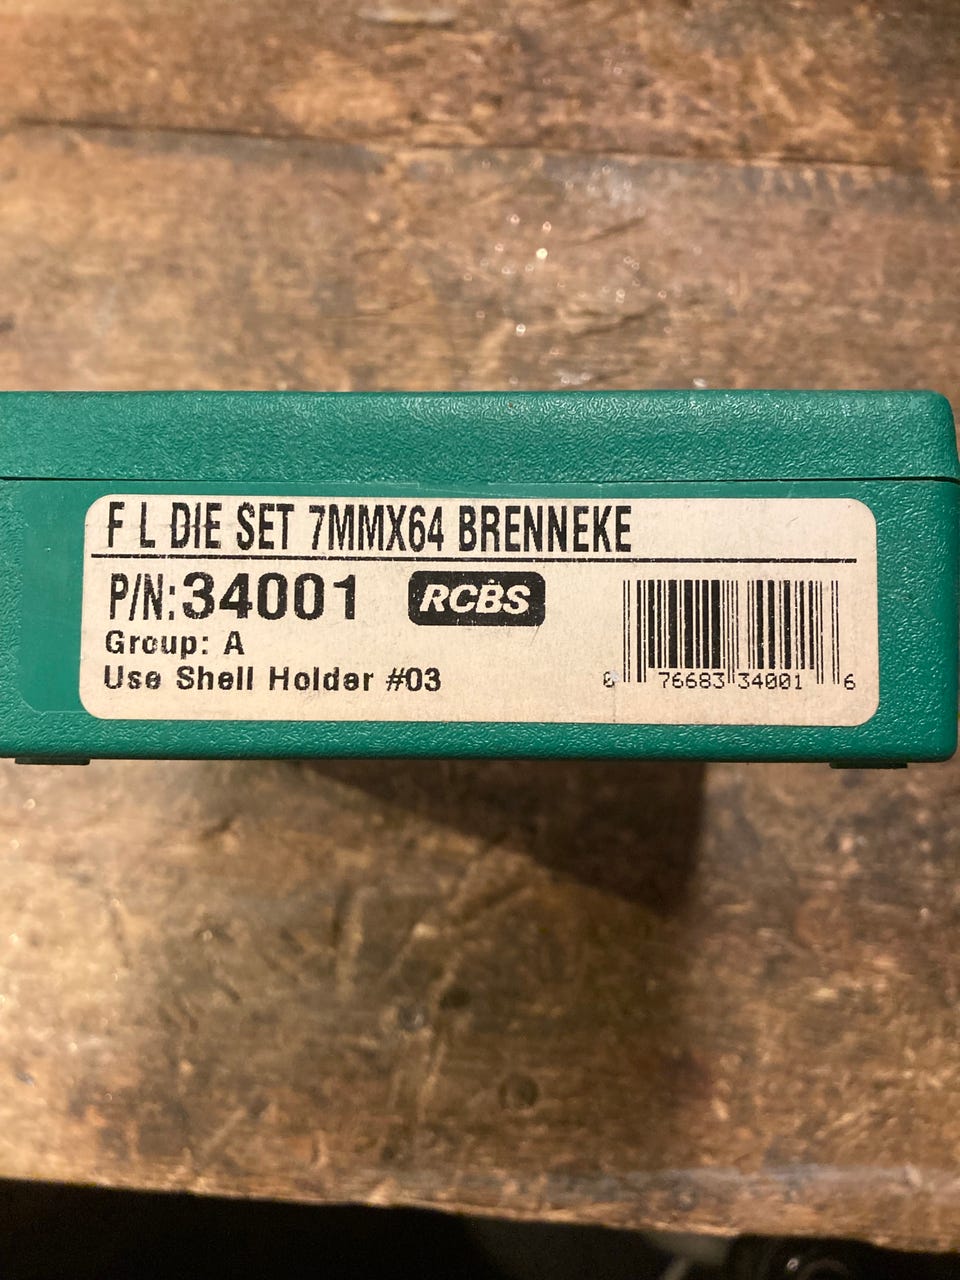 F L DIE SET 7MMX64 BRENNEKE
P/N:34001 RCBS
Group: A
Use Shell Holder #03
0 76683 34001 6